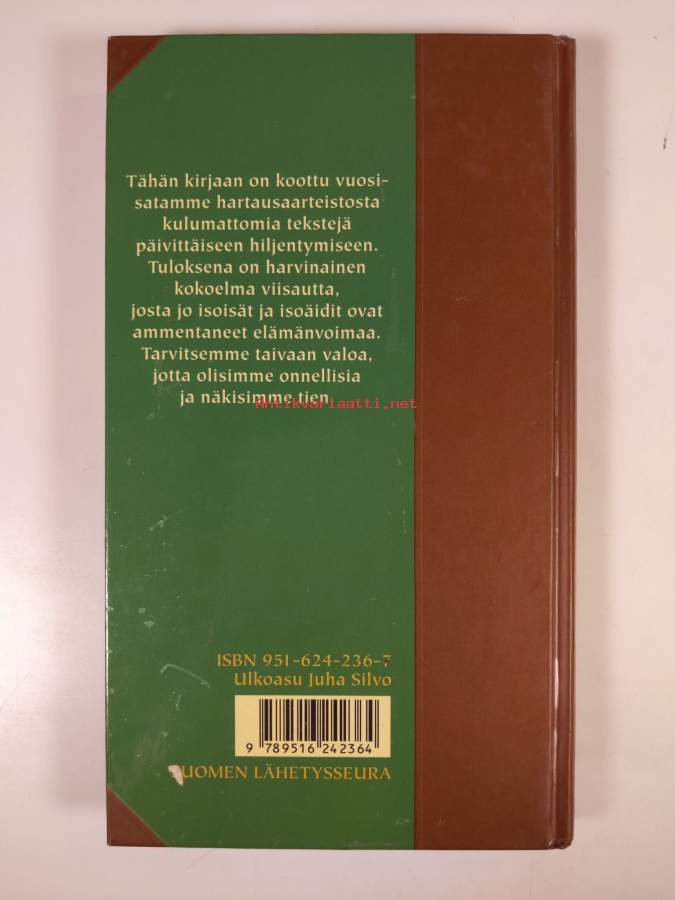 Tähän kirjaan on koottu vuosi-
satamme hartausaarteistosta
kulumattomia tekstejä
päivittäiseen hiljentymiseen.
Tuloksena on harvinainen
kokoelma viisautta,
josta jo isoisät ja isoäidit ovat
ammentaneet elämänvoimaa.
Tarvitsemme taivaan valoa,
jotta olisimme onnellisia
ja näkisimme tien.
Antikvariaatti.net
ISBN 951-624-236-7
Ulkoasu Juha Silvo
9 789516 242364
SUOMEN LÄHETYSSEURA